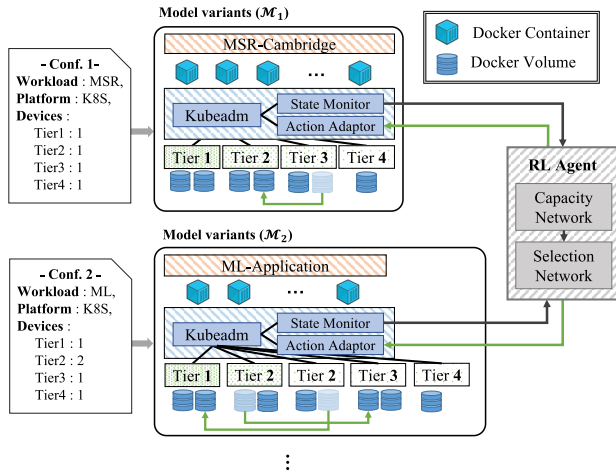 Model variants (ℳ₁)
- Conf. 1-
Workload : MSR,
Platform : K8S,
Devices :
Tier1 : 1
Tier2 : 1
Tier3 : 1
Tier4 : 1
MSR-Cambridge
...
Kubeadm
State Monitor
Action Adaptor
Tier 1
Tier 2
Tier 3
Tier 4
Docker Container
Docker Volume
RL Agent
Capacity
Network
Selection
Network
Model variants (ℳ₂)
- Conf. 2 -
Workload : ML,
Platform : K8S,
Devices :
Tier1 : 1
Tier2 : 2
Tier3 : 1
Tier4 : 1
ML-Application
...
Kubeadm
State Monitor
Action Adaptor
Tier 1
Tier 2
Tier 2
Tier 3
Tier 4
⋮